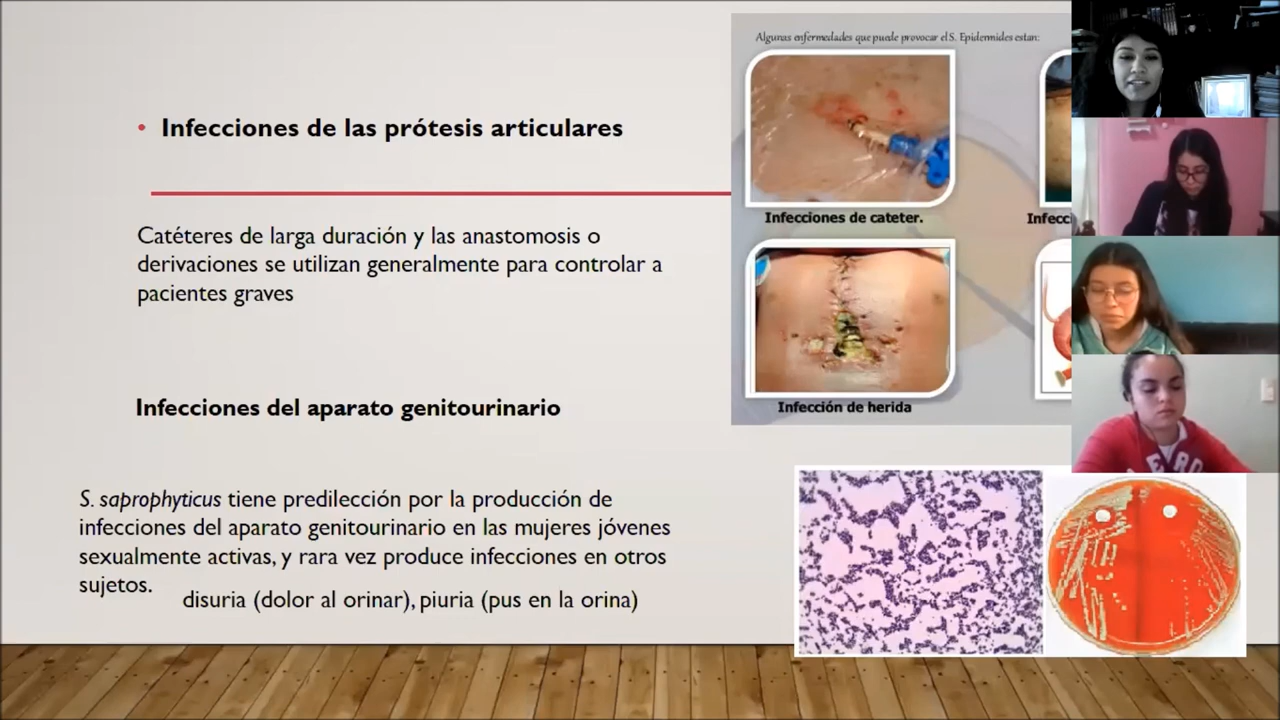 • Infecciones de las prótesis articulares
Catéteres de larga duración y las anastomosis o
derivaciones se utilizan generalmente para controlar a
pacientes graves
Infecciones del aparato genitourinario
S. saprophyticus tiene predilección por la producción de
infecciones del aparato genitourinario en las mujeres jóvenes
sexualmente activas, y rara vez produce infecciones en otros
sujetos.
disuria (dolor al orinar), piuria (pus en la orina)
Algunas enfermedades que puede provocar el S. Epidermides estan:
Infecciones de cateter.
Infecc
Infección de herida